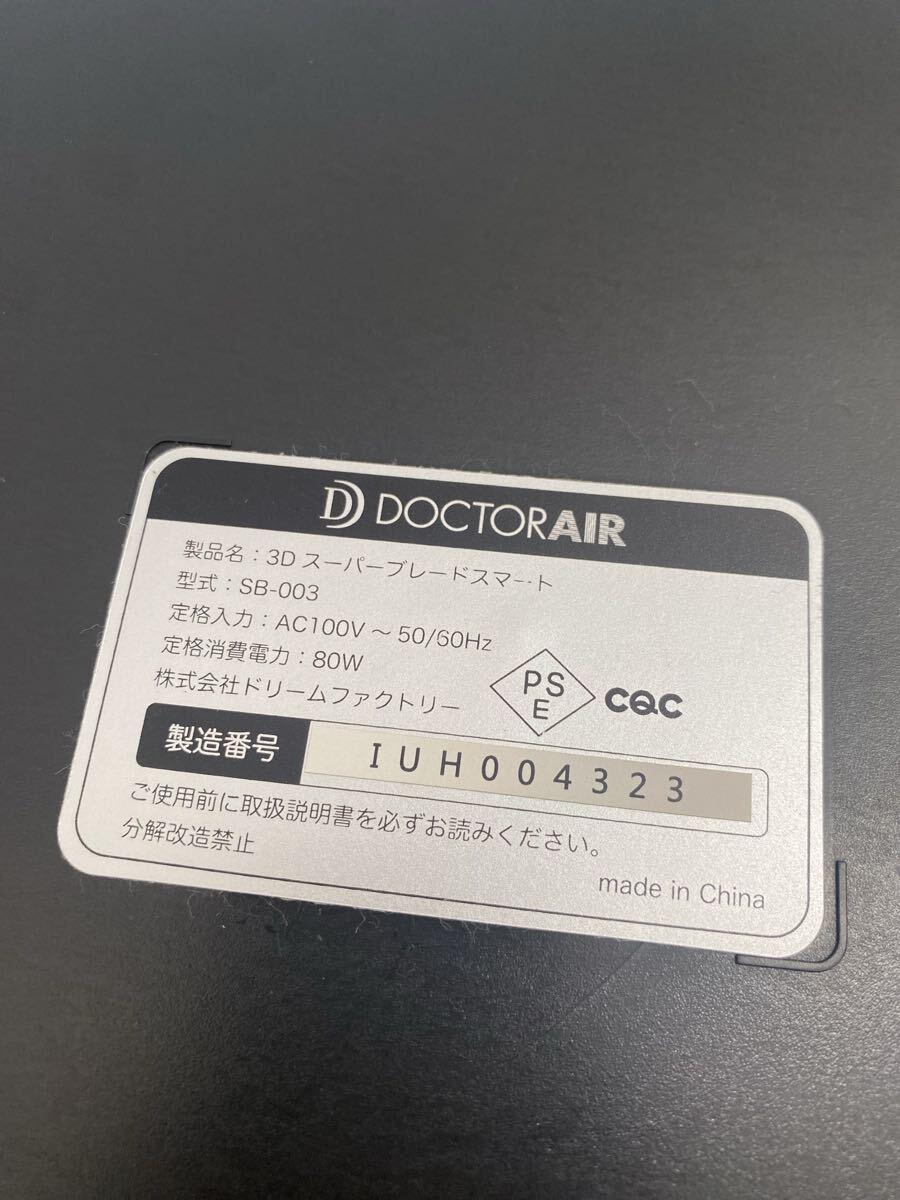 DOCTORAIR
製品名：3D スーパーブレードスマート
型式：SB-003
定格入力：AC100V ～ 50/60Hz
定格消費電力：80W
株式会社ドリームファクトリー
PS
E
CQC
製造番号 IUH004323
ご使用前に取扱説明書を必ずお読みください。
分解改造禁止
made in China